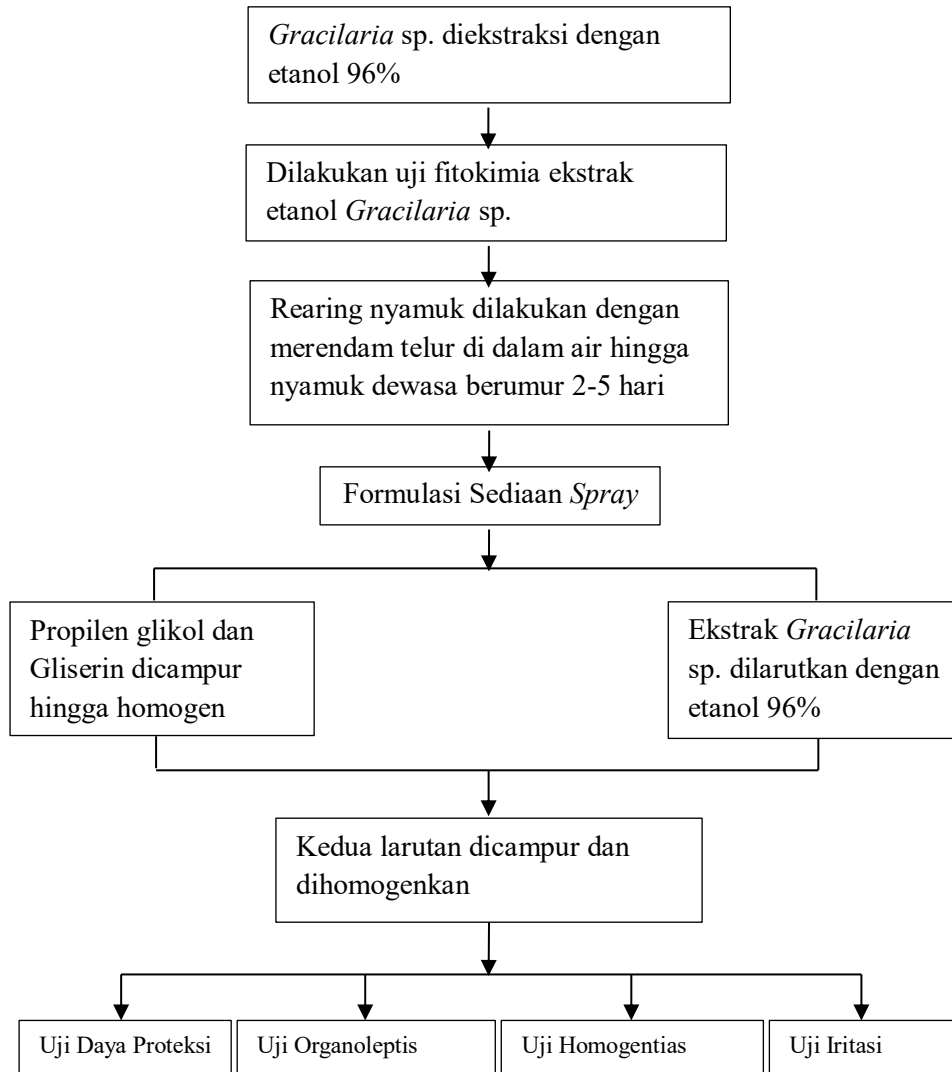 Gracilaria sp. diekstraksi dengan
etanol 96%
Dilakukan uji fitokimia ekstrak
etanol Gracilaria sp.
Rearing nyamuk dilakukan dengan
merendam telur di dalam air hingga
nyamuk dewasa berumur 2-5 hari
Formulasi Sediaan Spray
Propilen glikol dan
Gliserin dicampur
hingga homogen
Ekstrak Gracilaria
sp. dilarutkan dengan
etanol 96%
Kedua larutan dicampur dan
dihomogenkan
Uji Daya Proteksi
Uji Organoleptis
Uji Homogentias
Uji Iritasi